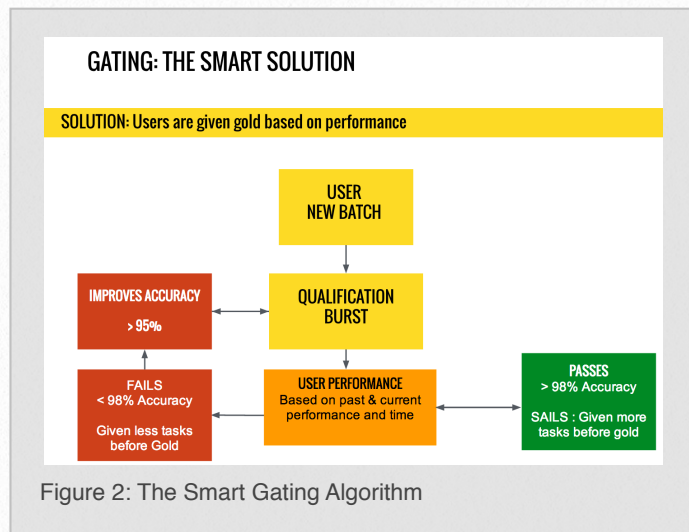 GATING: THE SMART SOLUTION
SOLUTION: Users are given gold based on performance
USER
NEW BATCH
IMPROVES ACCURACY
> 95%
QUALIFICATION
BURST
FAILS
< 98% Accuracy
Given less tasks
before Gold
USER PERFORMANCE
Based on past & current
performance and time
PASSES
> 98% Accuracy
SAILS : Given more
tasks before gold
Figure 2: The Smart Gating Algorithm